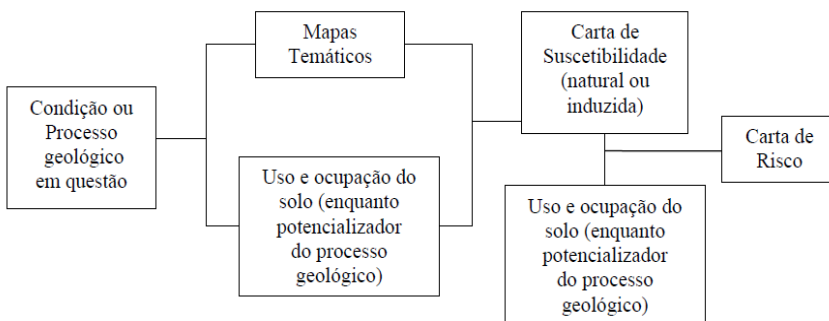 Condição ou
Processo
geológico
em questão
Mapas
Temáticos
Uso e ocupação do
solo (enquanto
potencializador
do processo
geológico)
Carta de
Suscetibilidade
(natural ou
induzida)
Uso e ocupação do
solo (enquanto
potencializador
do processo
geológico)
Carta de
Risco